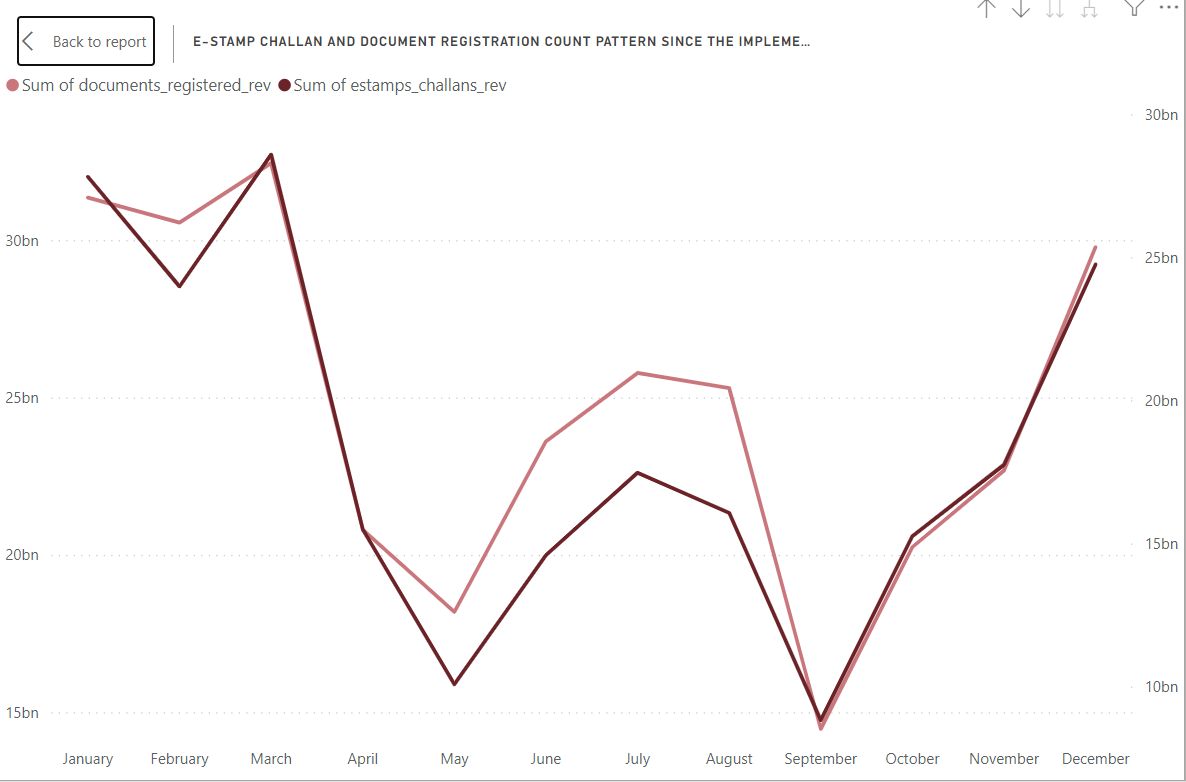 Back to report
E-STAMP CHALLAN AND DOCUMENT REGISTRATION COUNT PATTERN SINCE THE IMPLEME...
Sum of documents_registered_rev Sum of estamps_challans_rev
30bn
30bn
25bn
25bn
20bn
20bn
15bn
15bn
10bn
January February March April May June July August September October November December